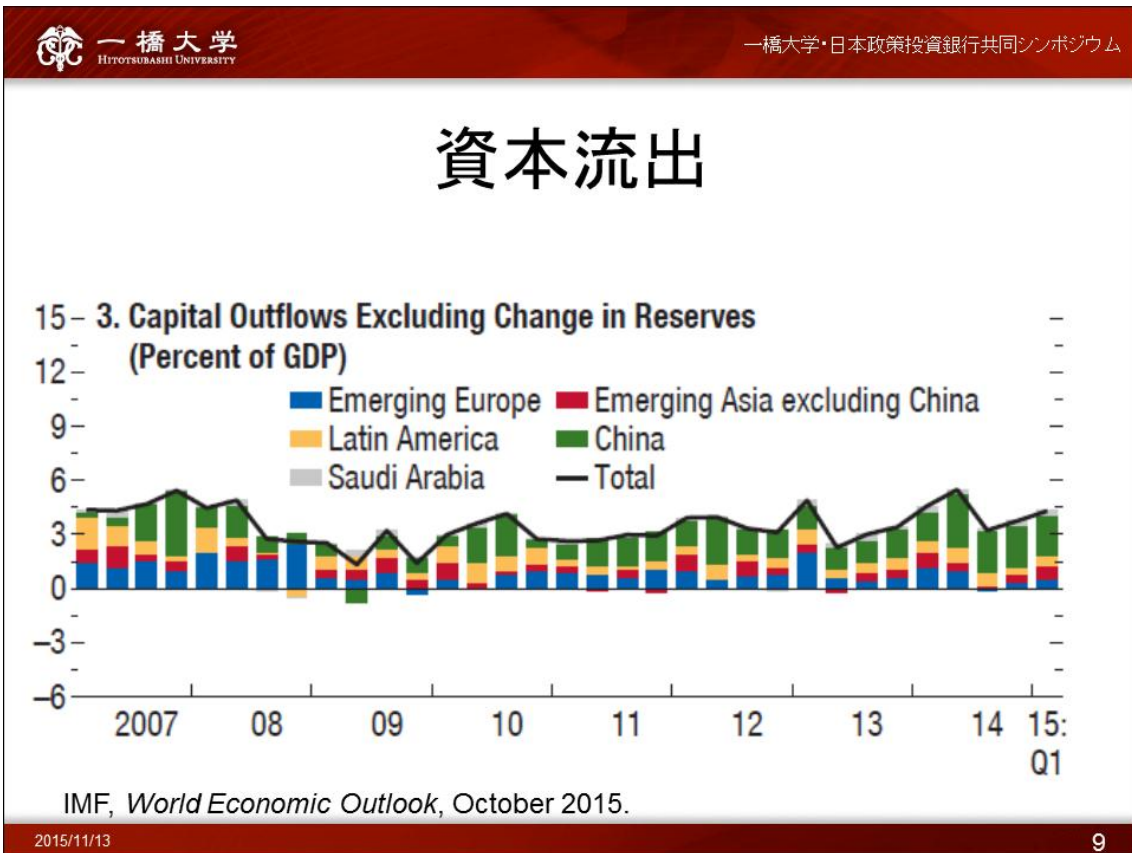 一橋大学
HITOTSUBASHI UNIVERSITY
一橋大学・日本政策投資銀行共同シンポジウム
資本流出
3. Capital Outflows Excluding Change in Reserves
(Percent of GDP)
Emerging Europe
Emerging Asia excluding China
Latin America
China
Saudi Arabia
Total
15
12
9
6
3
0
–3
–6
2007 08 09 10 11 12 13 14 15:
Q1
IMF, World Economic Outlook, October 2015.
2015/11/13
9